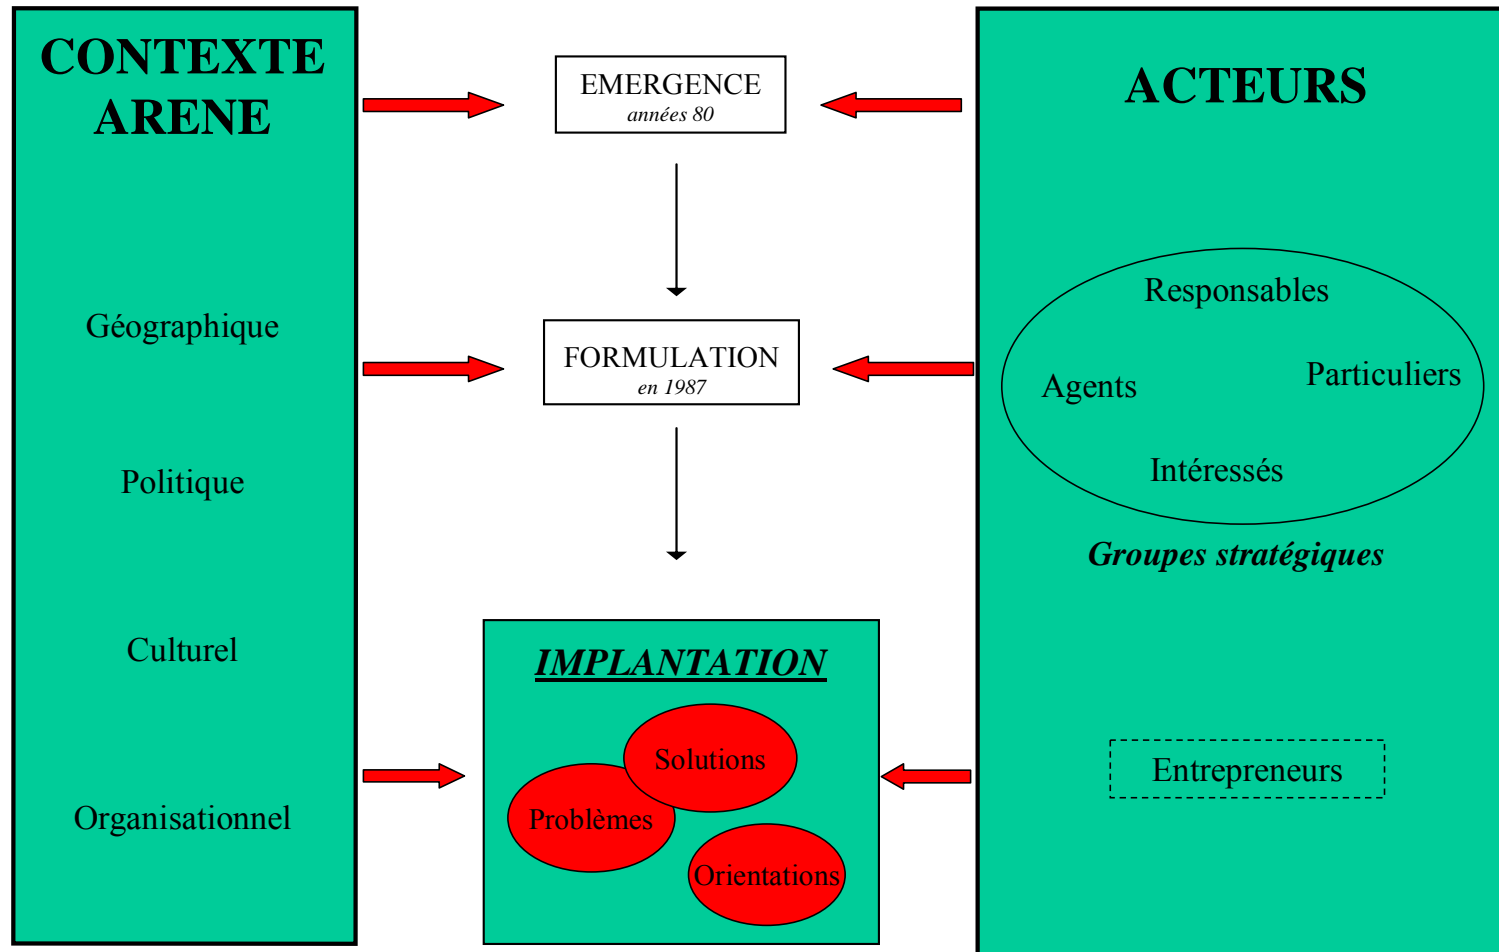 CONTEXTE
ARENE
Géographique
Politique
Culturel
Organisationnel
EMERGENCE
années 80
FORMULATION
en 1987
IMPLANTATION
Solutions
Problèmes
Orientations
ACTEURS
Responsables
Particuliers
Agents
Intéressés
Groupes stratégiques
Entrepreneurs